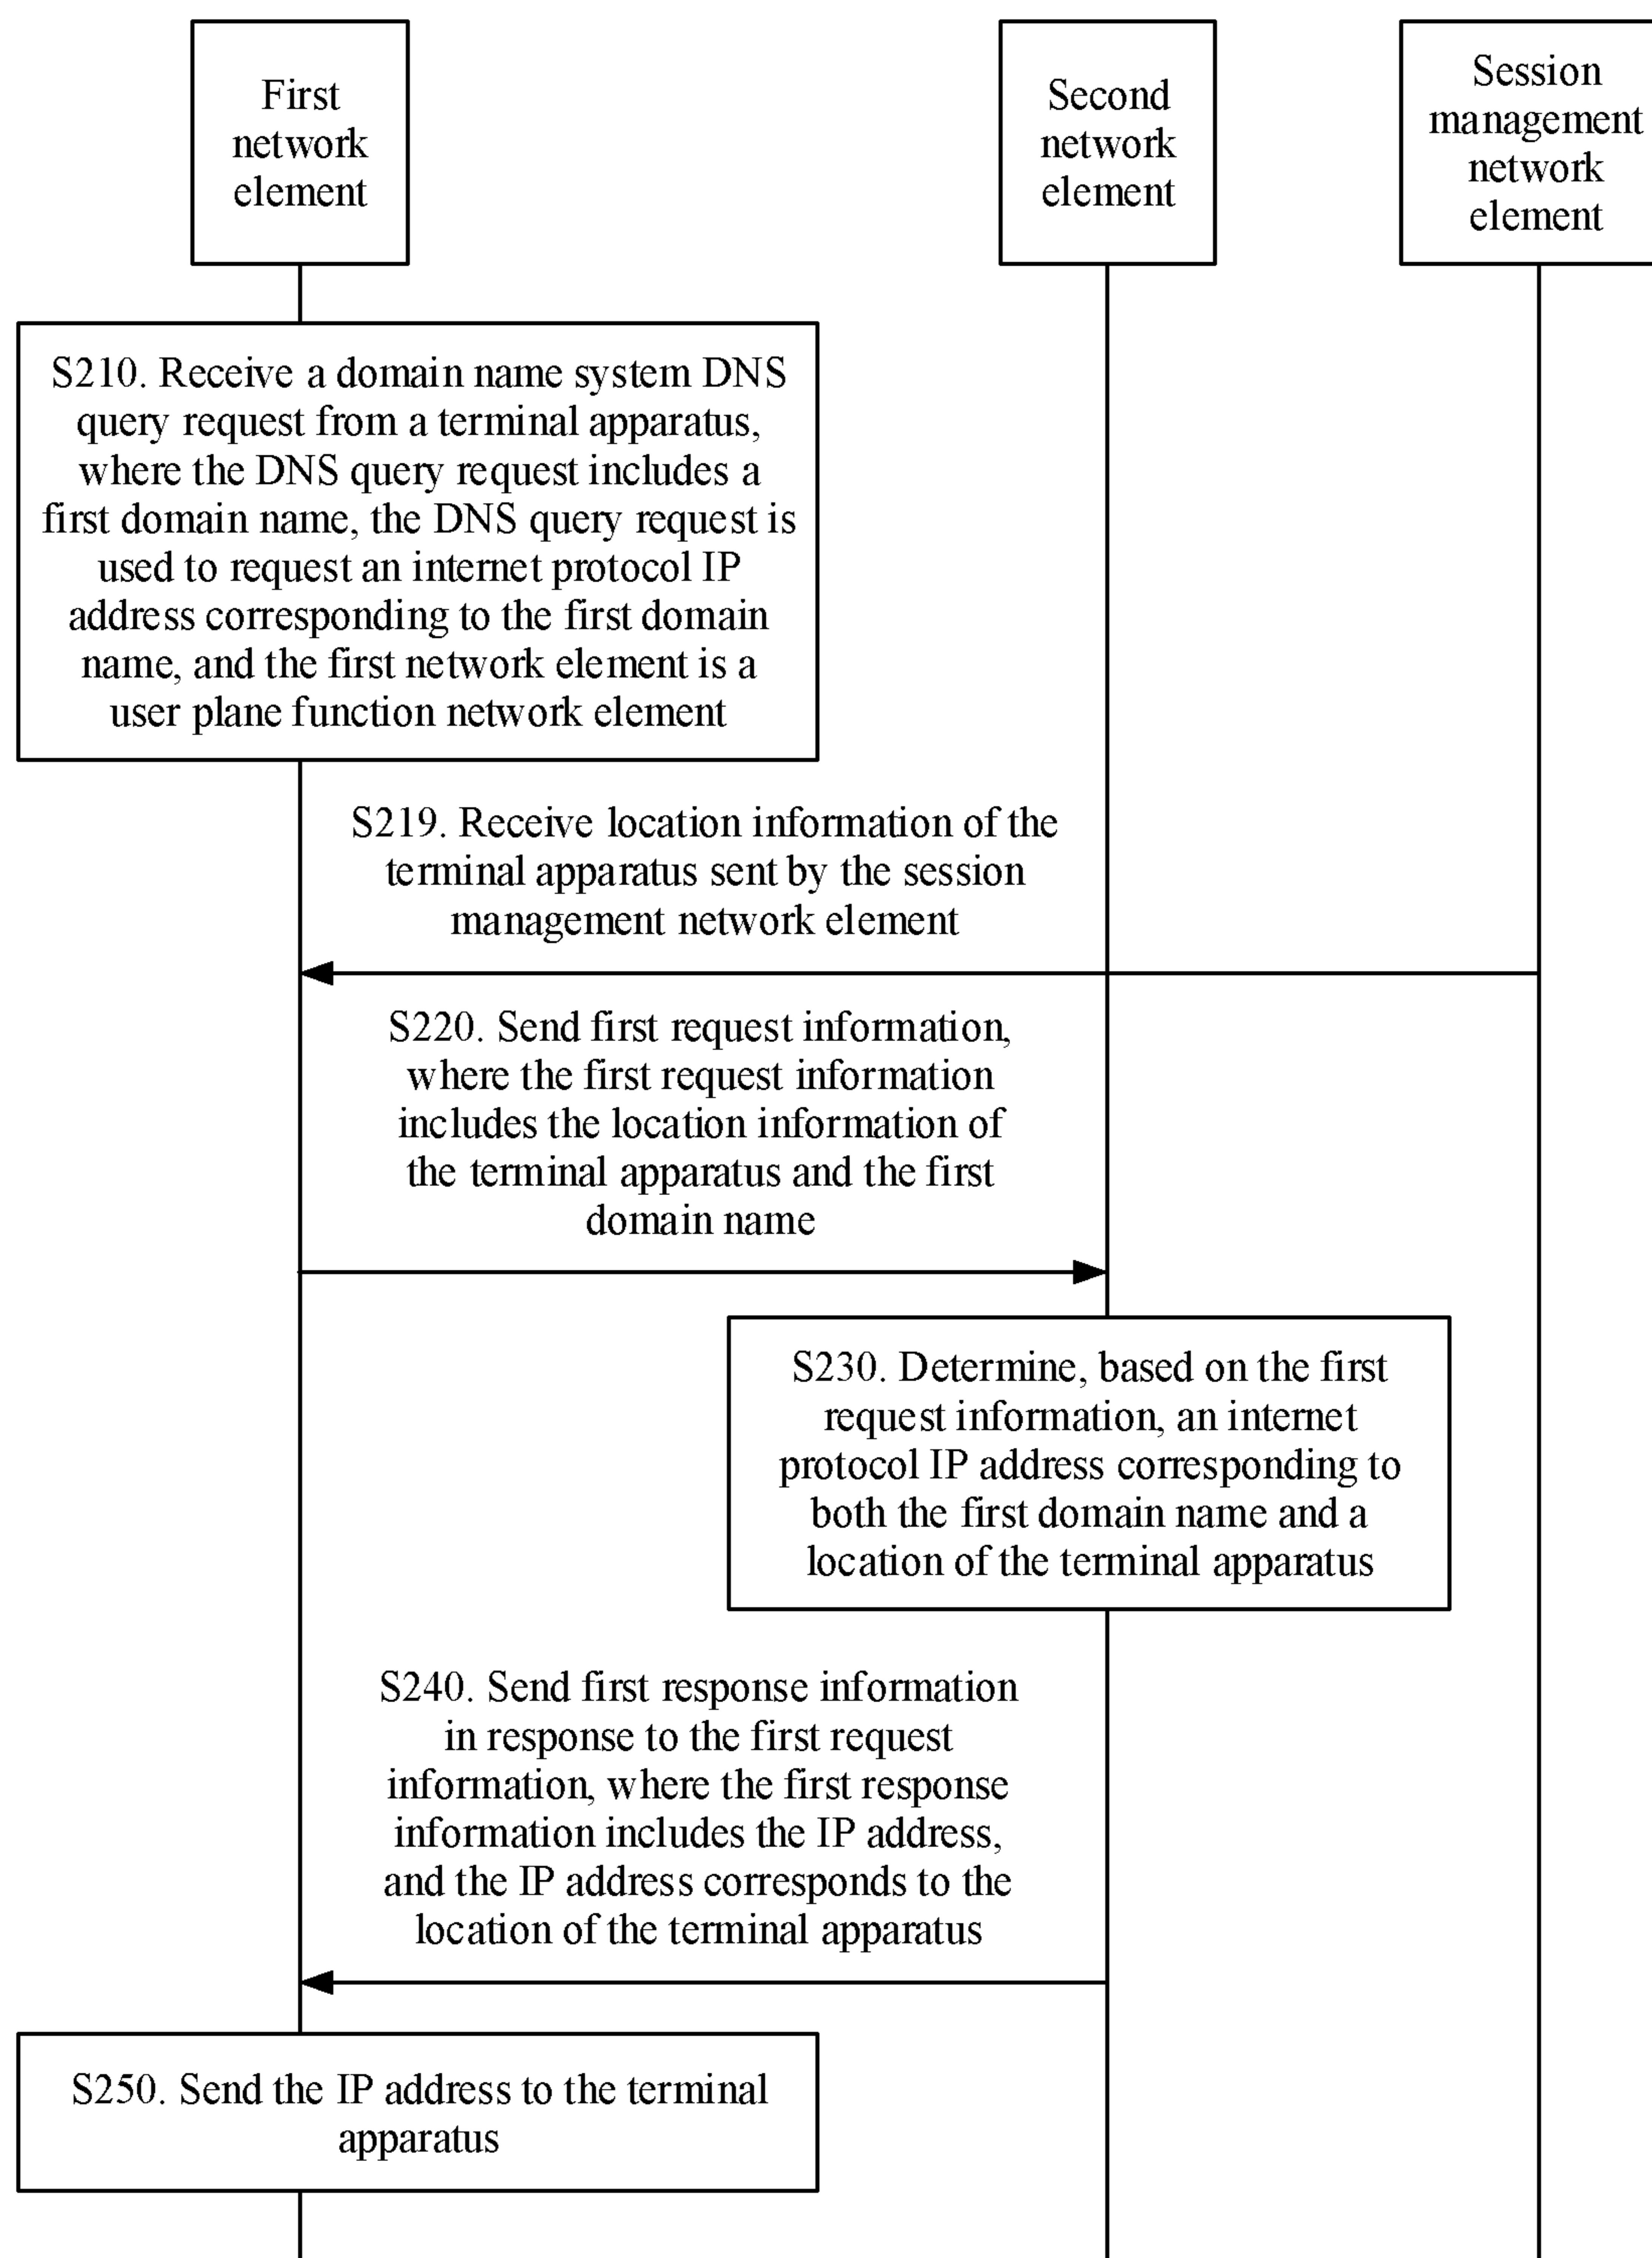 First
network
element
Second
network
element
Session
management
network
element
S210. Receive a domain name system DNS
query request from a terminal apparatus,
where the DNS query request includes a
first domain name, the DNS query request is
used to request an internet protocol IP
address corresponding to the first domain
name, and the first network element is a
user plane function network element
S219. Receive location information of the
terminal apparatus sent by the session
management network element
S220. Send first request information,
where the first request information
includes the location information of
the terminal apparatus and the first
domain name
S230. Determine, based on the first
request information, an internet
protocol IP address corresponding to
both the first domain name and a
location of the terminal apparatus
S240. Send first response information
in response to the first request
information, where the first response
information includes the IP address,
and the IP address corresponds to the
location of the terminal apparatus
S250. Send the IP address to the terminal
apparatus